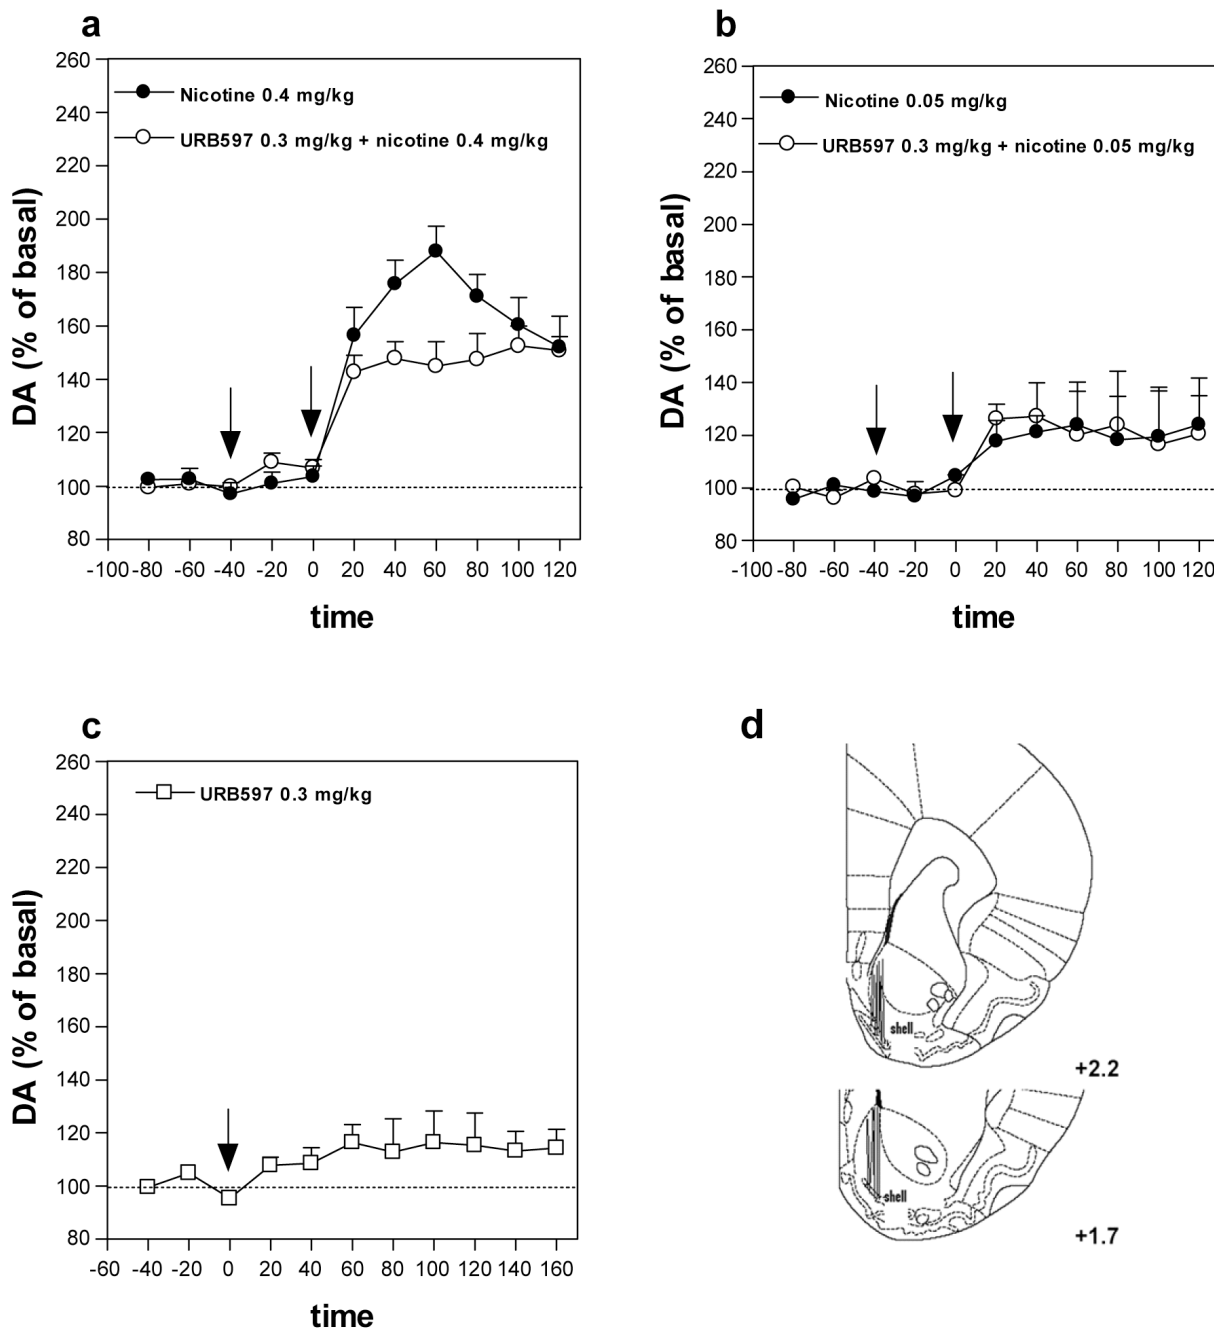 a
260
240
220
200
180
160
140
120
100
80
DA (% of basal)
Nicotine 0.4 mg/kg
URB597 0.3 mg/kg + nicotine 0.4 mg/kg
-100 -80 -60 -40 -20 0 20 40 60 80 100 120
time
b
260
240
220
200
180
160
140
120
100
80
DA (% of basal)
Nicotine 0.05 mg/kg
URB597 0.3 mg/kg + nicotine 0.05 mg/kg
-100 -80 -60 -40 -20 0 20 40 60 80 100 120
time
c
260
240
220
200
180
160
140
120
100
80
DA (% of basal)
URB597 0.3 mg/kg
-60 -40 -20 0 20 40 60 80 100 120 140 160
time
d
shell
+2.2
shell
+1.7